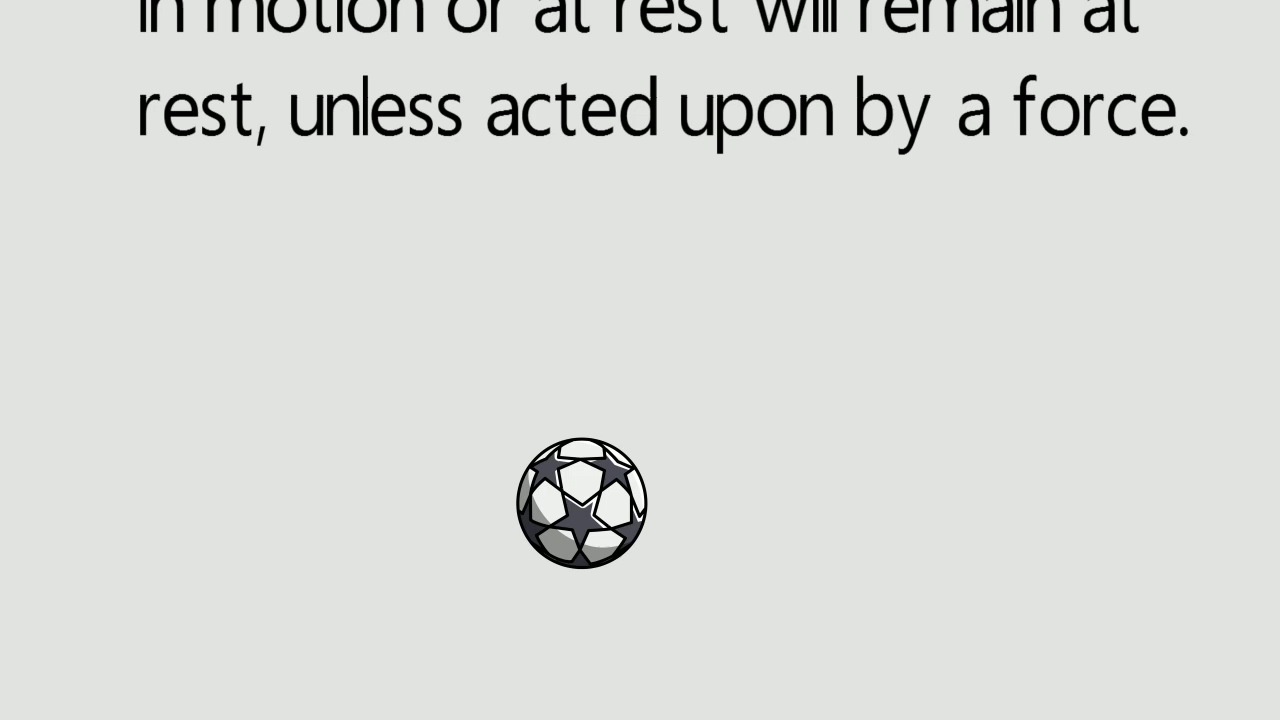 in motion or at rest will remain at
rest, unless acted upon by a force.